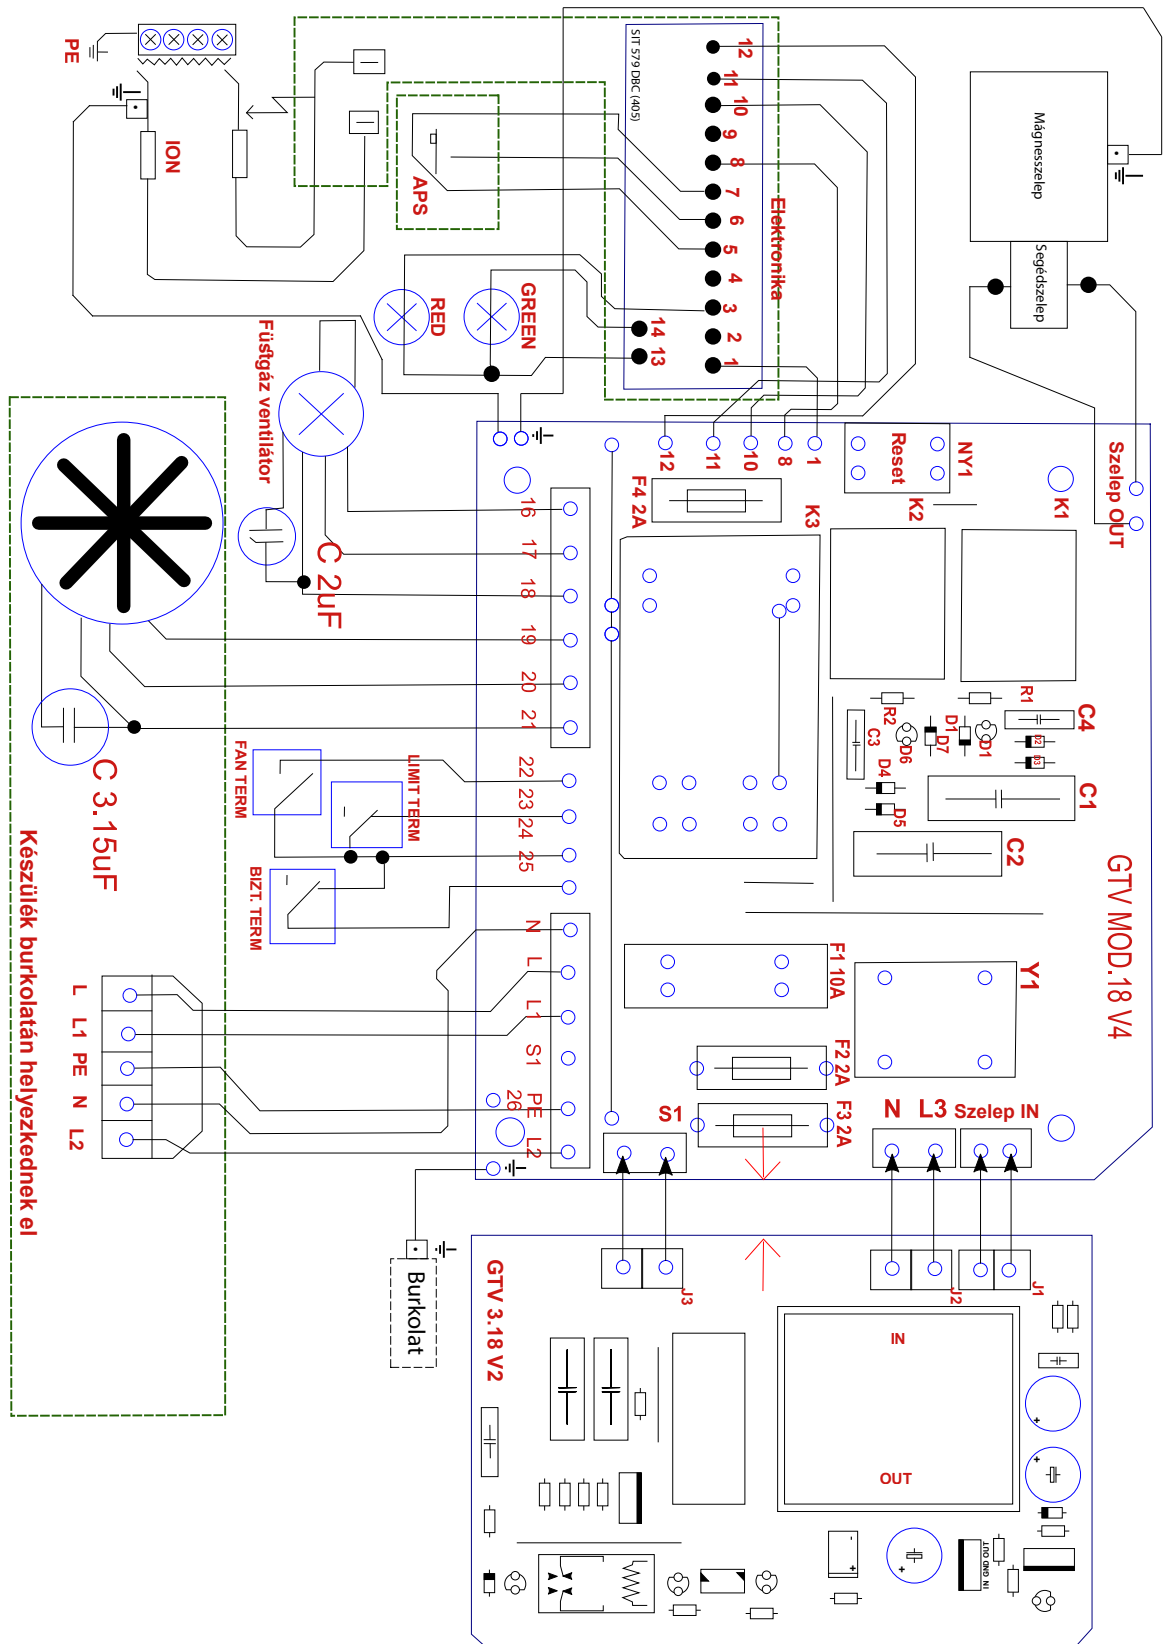 PE
ION
APS
SIT 579 DBC (405)
12
11
10
9
8
7
6
5
4
3
2
1
14
13
Elektronika
Mágnesszelep
Segédszelep
RED
GREEN
Füstgáz ventilátor
C 2uF
C 3.15uF
Készülék burkolatán helyezkednek el
FAN TERM
LIMIT TERM
BIZT. TERM
L
L1
PE
N
L2
16
17
18
19
20
21
22
23
24
25
N
L
L1
S1
PE
26
L2
12
11
10
8
1
F4 2A
K3
Reset
NY1
K2
K1
Szelep OUT
R2
R1
C3
D6
D7
D1
D1
D2
D3
C4
D4
D5
C1
C2
GTV MOD.18 V4
F1 10A
Y1
F2 2A
F3 2A
S1
N
L3
Szelep IN
Burkolat
GTV 3.18 V2
J3
J2
J1
IN
OUT
OUT GND IN